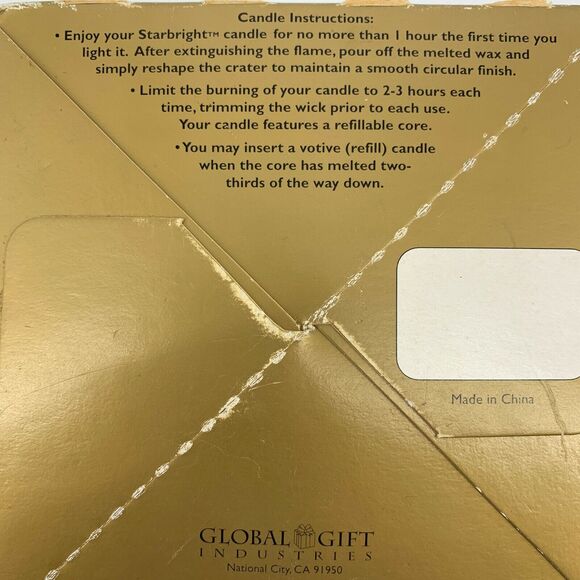 Candle Instructions:
• Enjoy your Starbright™ candle for no more than 1 hour the first time you
light it. After extinguishing the flame, pour off the melted wax and
simply reshape the crater to maintain a smooth circular finish.
• Limit the burning of your candle to 2-3 hours each
time, trimming the wick prior to each use.
Your candle features a refillable core.
• You may insert a votive (refill) candle
when the core has melted two-
thirds of the way down.
Made in China
GLOBAL GIFT
INDUSTRIES
National City, CA 91950